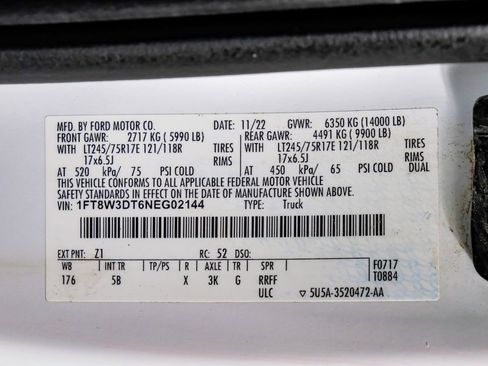 MFD. BY FORD MOTOR CO. DATE: 11/22 GVWR: 6350 KG (14000 LB)
FRONT GAWR: 2717 KG ( 5990 LB) REAR GAWR: 4491 KG ( 9900 LB)
WITH LT245/75R17E 121/118R TIRES WITH LT245/75R17E 121/118R TIRES
17x6.5J RIMS 17x6.5J RIMS
AT 520 kPa/ 75 PSI COLD AT 450 kPa/ 65 PSI COLD DUAL
THIS VEHICLE CONFORMS TO ALL APPLICABLE FEDERAL MOTOR VEHICLE
SAFETY STANDARDS IN EFFECT ON THE DATE OF MANUFACTURE SHOWN ABOVE.
VIN: 1FT8W3DT6NEG02144 TYPE: Truck
EXT PNT: Z1 RC: 52 DSO:
WB INT TR TP/PS R AXLE TR SPR F0717
176 5B X 3K G RRFF T0884
ULC ▽ 5U5A-3520472-AA